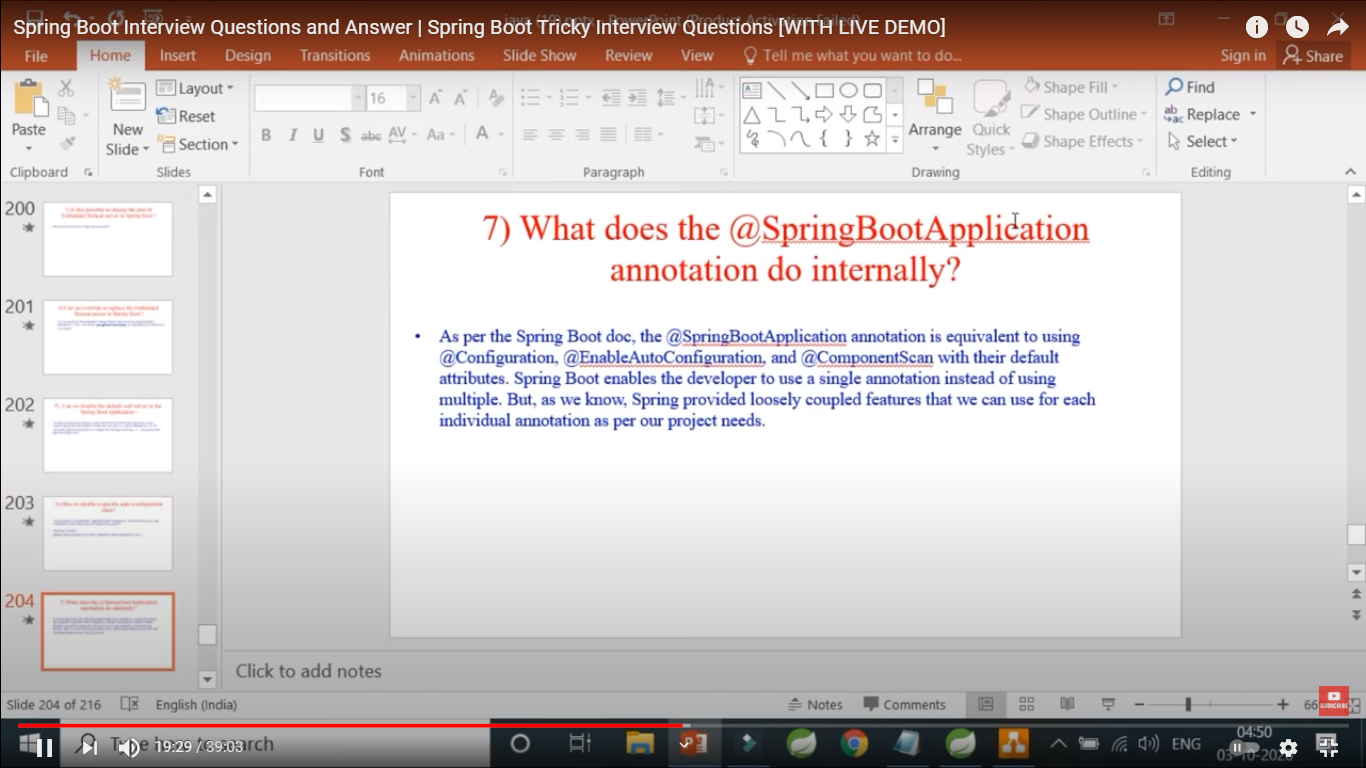 Spring Boot Interview Questions and Answer | Spring Boot Tricky Interview Questions [WITH LIVE DEMO]
File Home Insert Design Transitions Animations Slide Show Review View Tell me what you want to do... Sign in Share
Paste
Clipboard
New
Slide
Layout
Reset
Section
Slides
16
Font
Paragraph
Arrange
Quick
Styles
Shape Fill
Shape Outline
Shape Effects
Drawing
Find
Replace
Select
Editing
200
201
202
203
204
7) What does the @SpringBootApplication
annotation do internally?
• As per the Spring Boot doc, the @SpringBootApplication annotation is equivalent to using
@Configuration, @EnableAutoConfiguration, and @ComponentScan with their default
attributes. Spring Boot enables the developer to use a single annotation instead of using
multiple. But, as we know, Spring provided loosely coupled features that we can use for each
individual annotation as per our project needs.
Click to add notes
Slide 204 of 216 English (India) Notes Comments
SUBSCRIBE
19:29 / 39:03
ENG
04:50